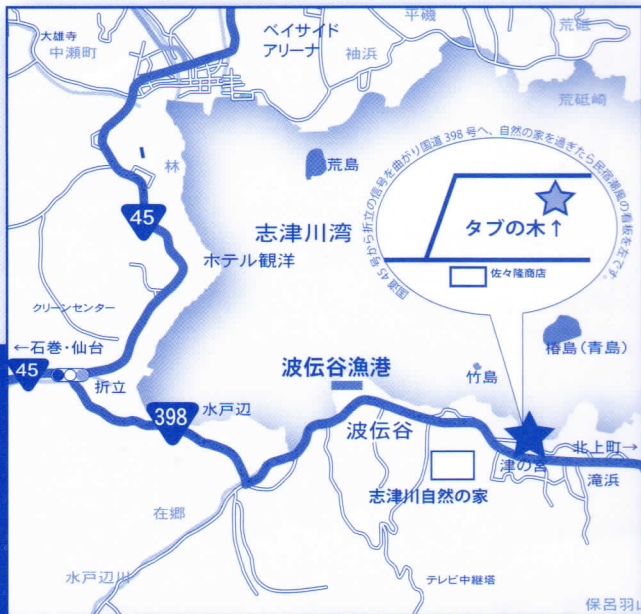 大雄寺
中瀬町
ベイサイド
アリーナ
袖浜
平磯
荒砥
荒砥崎
林
荒島
45
志津川湾
ホテル観洋
国道45号から折立の信号を曲がり国道398号へ、自然の家を過ぎたら民宿潮風の看板を左です。
タブの木↑
佐々隆商店
クリーンセンター
←石巻・仙台
45
折立
398
水戸辺
波伝谷漁港
竹島
椿島(青島)
波伝谷
志津川自然の家
津の宮
北上町→
滝浜
在郷
水戸辺川
テレビ中継塔
保呂羽山